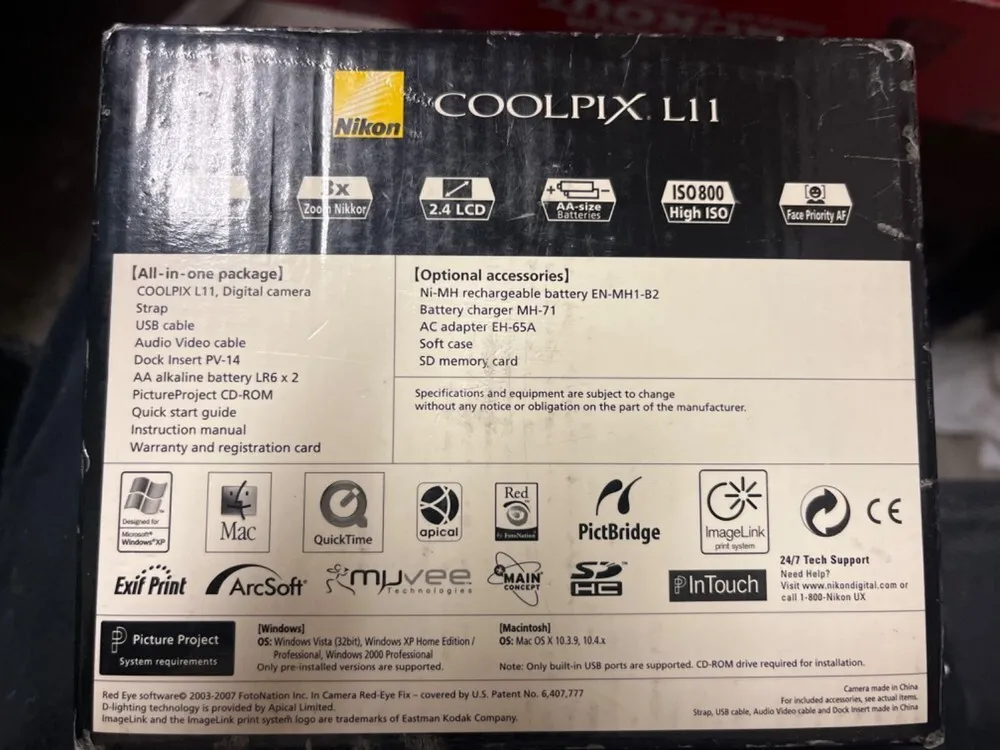 Nikon TM COOLPIX L11
3x
Zoom Nikkor
2.4 LCD
AA-size
Batteries
ISO800
High ISO
Face Priority AF
[All-in-one package]
COOLPIX L11, Digital camera
Strap
USB cable
Audio Video cable
Dock Insert PV-14
AA alkaline battery LR6 x 2
PictureProject CD-ROM
Quick start guide
Instruction manual
Warranty and registration card
[Optional accessories]
Ni-MH rechargeable battery EN-MH1-B2
Battery charger MH-71
AC adapter EH-65A
Soft case
SD memory card
Specifications and equipment are subject to change
without any notice or obligation on the part of the manufacturer.
Designed for
Microsoft®
Windows®XP
Mac
QuickTime
apical
Red
Eye
by FotoNation
PictBridge
ImageLink
print system
CE
Exif Print
ArcSoft
muvee
Technologies
MAIN
CONCEPT
SD
HC
P InTouch
24/7 Tech Support
Need Help?
Visit www.nikondigital.com or
call 1-800-Nikon UX
P Picture Project
System requirements
[Windows]
OS: Windows Vista (32bit), Windows XP Home Edition /
Professional, Windows 2000 Professional
Only pre-installed versions are supported.
[Macintosh]
OS: Mac OS X 10.3.9, 10.4.x
Note: Only built-in USB ports are supported. CD-ROM drive required for installation.
Red Eye software© 2003-2007 FotoNation Inc. In Camera Red-Eye Fix – covered by U.S. Patent No. 6,407,777
D-lighting technology is provided by Apical Limited.
ImageLink and the ImageLink print system logo are trademarks of Eastman Kodak Company.
Camera made in China
For included accessories, see actual items.
Strap, USB cable, Audio Video cable and Dock Insert made in China